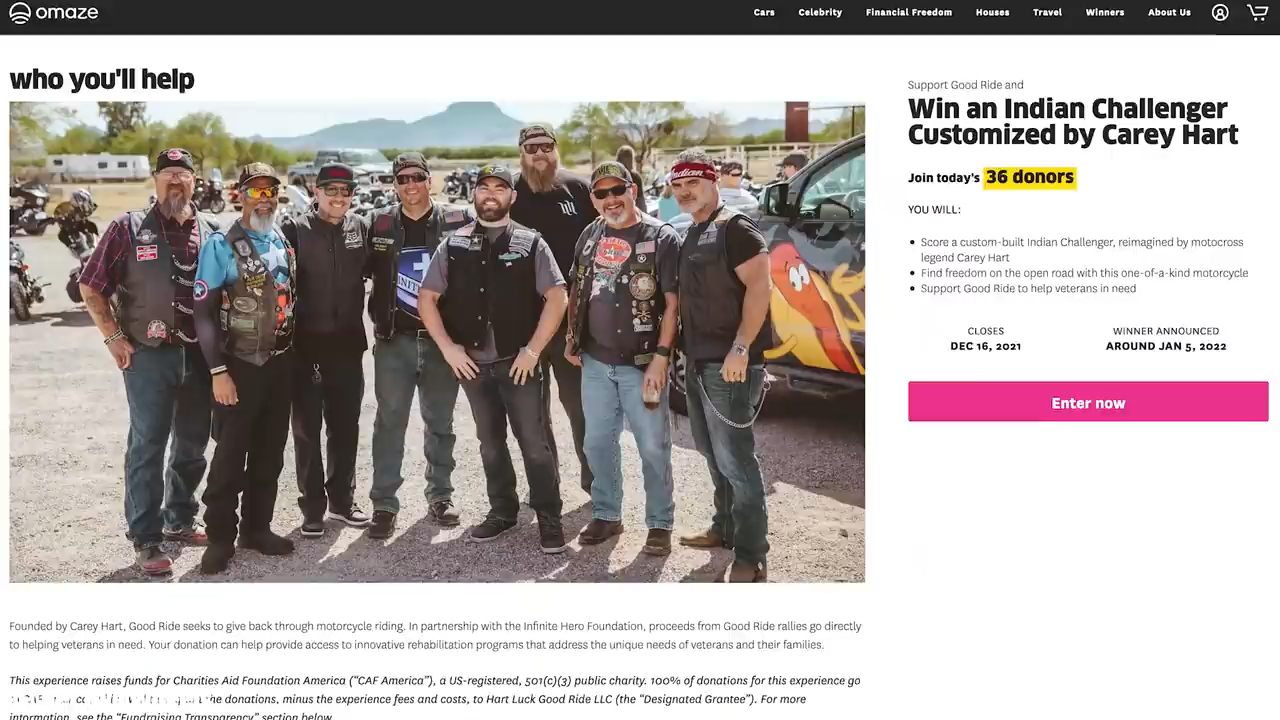 omaze
Cars
Celebrity
Financial Freedom
Houses
Travel
Winners
About Us
who you'll help
Support Good Ride and
Win an Indian Challenger
Customized by Carey Hart
Join today's 36 donors
YOU WILL:
Score a custom-built Indian Challenger, reimagined by motocross
legend Carey Hart
Find freedom on the open road with this one-of-a-kind motorcycle
Support Good Ride to help veterans in need
CLOSES
DEC 16, 2021
WINNER ANNOUNCED
AROUND JAN 5, 2022
Enter now
Indian
Founded by Carey Hart, Good Ride seeks to give back through motorcycle riding. In partnership with the Infinite Hero Foundation, proceeds from Good Ride rallies go directly
to helping veterans in need. Your donation can help provide access to innovative rehabilitation programs that address the unique needs of veterans and their families.
This experience raises funds for Charities Aid Foundation America (“CAF America”), a US-registered, 501(c)(3) public charity. 100% of donations for this experience go
the donations, minus the experience fees and costs, to Hart Luck Good Ride LLC (the “Designated Grantee”). For more
information, see the “Fundraising Transparency” section below.